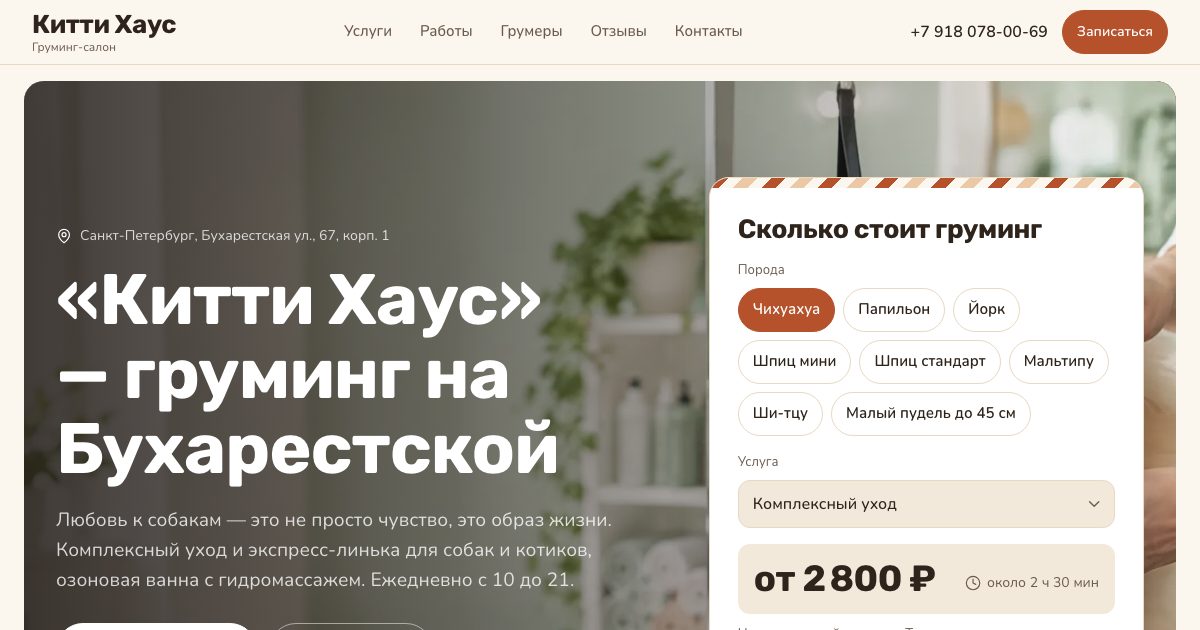 Китти Хаус
Груминг-салон
Услуги
Работы
Грумеры
Отзывы
Контакты
+7 918 078-00-69
Записаться
Санкт-Петербург, Бухарестская ул., 67, корп. 1
«Китти Хаус»
— груминг на
Бухарестской
Любовь к собакам — это не просто чувство, это образ жизни.
Комплексный уход и экспресс-линька для собак и котиков,
озоновая ванна с гидромассажем. Ежедневно с 10 до 21.
Сколько стоит груминг
Порода
Чихуахуа
Папильон
Йорк
Шпиц мини
Шпиц стандарт
Мальтипу
Ши-тцу
Малый пудель до 45 см
Услуга
Комплексный уход
от 2 800 ₽
около 2 ч 30 мин